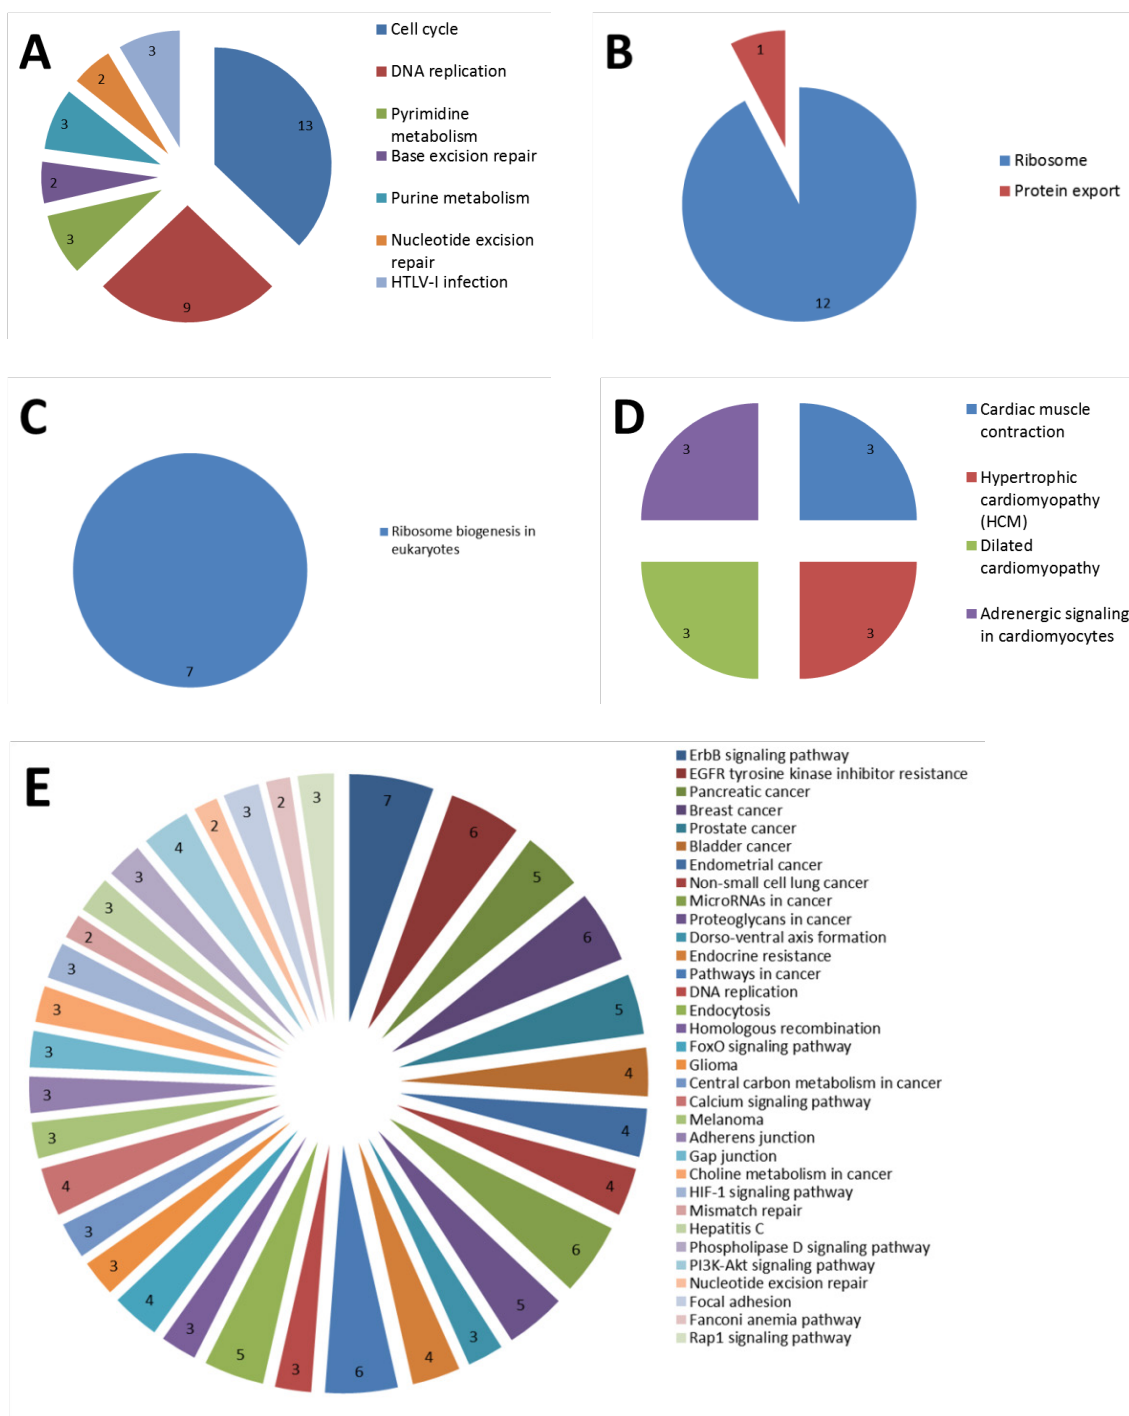 A
3
2
3
2
3
9
13
Cell cycle
DNA replication
Pyrimidine
metabolism
Base excision repair
Purine metabolism
Nucleotide excision
repair
HTLV-I infection
B
1
12
Ribosome
Protein export
C
7
Ribosome biogenesis in
eukaryotes
D
3
3
3
3
Cardiac muscle
contraction
Hypertrophic
cardiomyopathy
(HCM)
Dilated
cardiomyopathy
Adrenergic signaling
in cardiomyocytes
E
7
6
5
6
5
4
4
4
6
5
3
4
6
3
5
3
4
3
3
4
3
3
3
3
3
2
3
3
4
2
3
2
3
ErbB signaling pathway
EGFR tyrosine kinase inhibitor resistance
Pancreatic cancer
Breast cancer
Prostate cancer
Bladder cancer
Endometrial cancer
Non-small cell lung cancer
MicroRNAs in cancer
Proteoglycans in cancer
Dorso-ventral axis formation
Endocrine resistance
Pathways in cancer
DNA replication
Endocytosis
Homologous recombination
FoxO signaling pathway
Glioma
Central carbon metabolism in cancer
Calcium signaling pathway
Melanoma
Adherens junction
Gap junction
Choline metabolism in cancer
HIF-1 signaling pathway
Mismatch repair
Hepatitis C
Phospholipase D signaling pathway
PI3K-Akt signaling pathway
Nucleotide excision repair
Focal adhesion
Fanconi anemia pathway
Rap1 signaling pathway